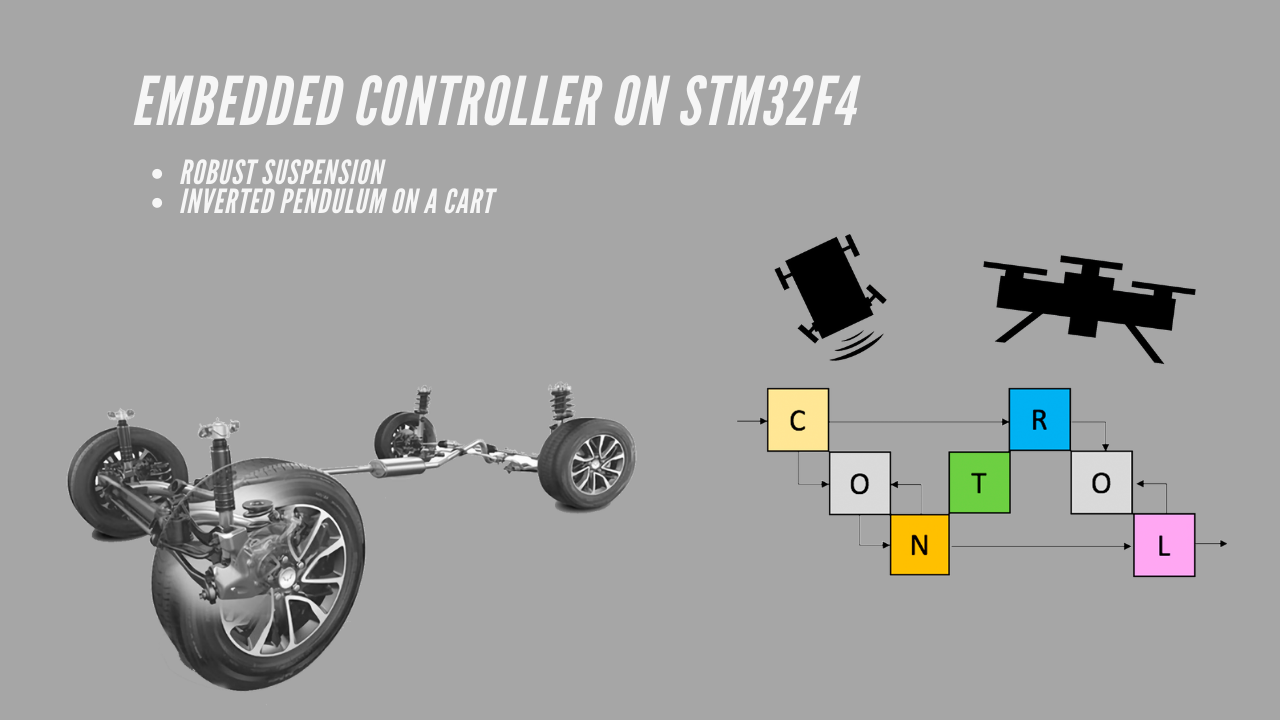 EMBEDDED CONTROLLER ON STM32F4
ROBUST SUSPENSION
INVERTED PENDULUM ON A CART
C
O
N
T
R
O
L